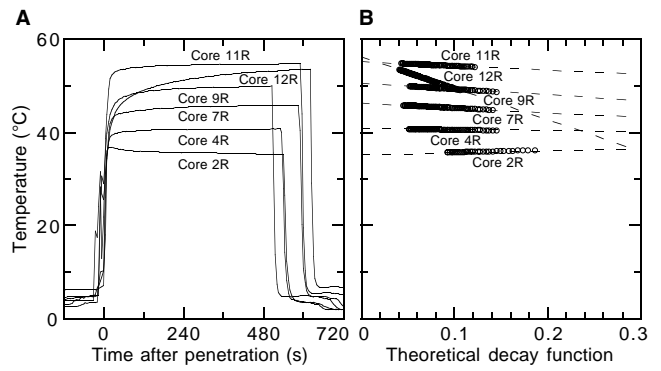 A
B
60
40
20
0
Temperature (°C)
Core 11R
Core 12R
Core 9R
Core 7R
Core 4R
Core 2R
0 240 480 720
Time after penetration (s)
Core 11R
Core 12R
Core 9R
Core 7R
Core 4R
Core 2R
0 0.1 0.2 0.3
Theoretical decay function